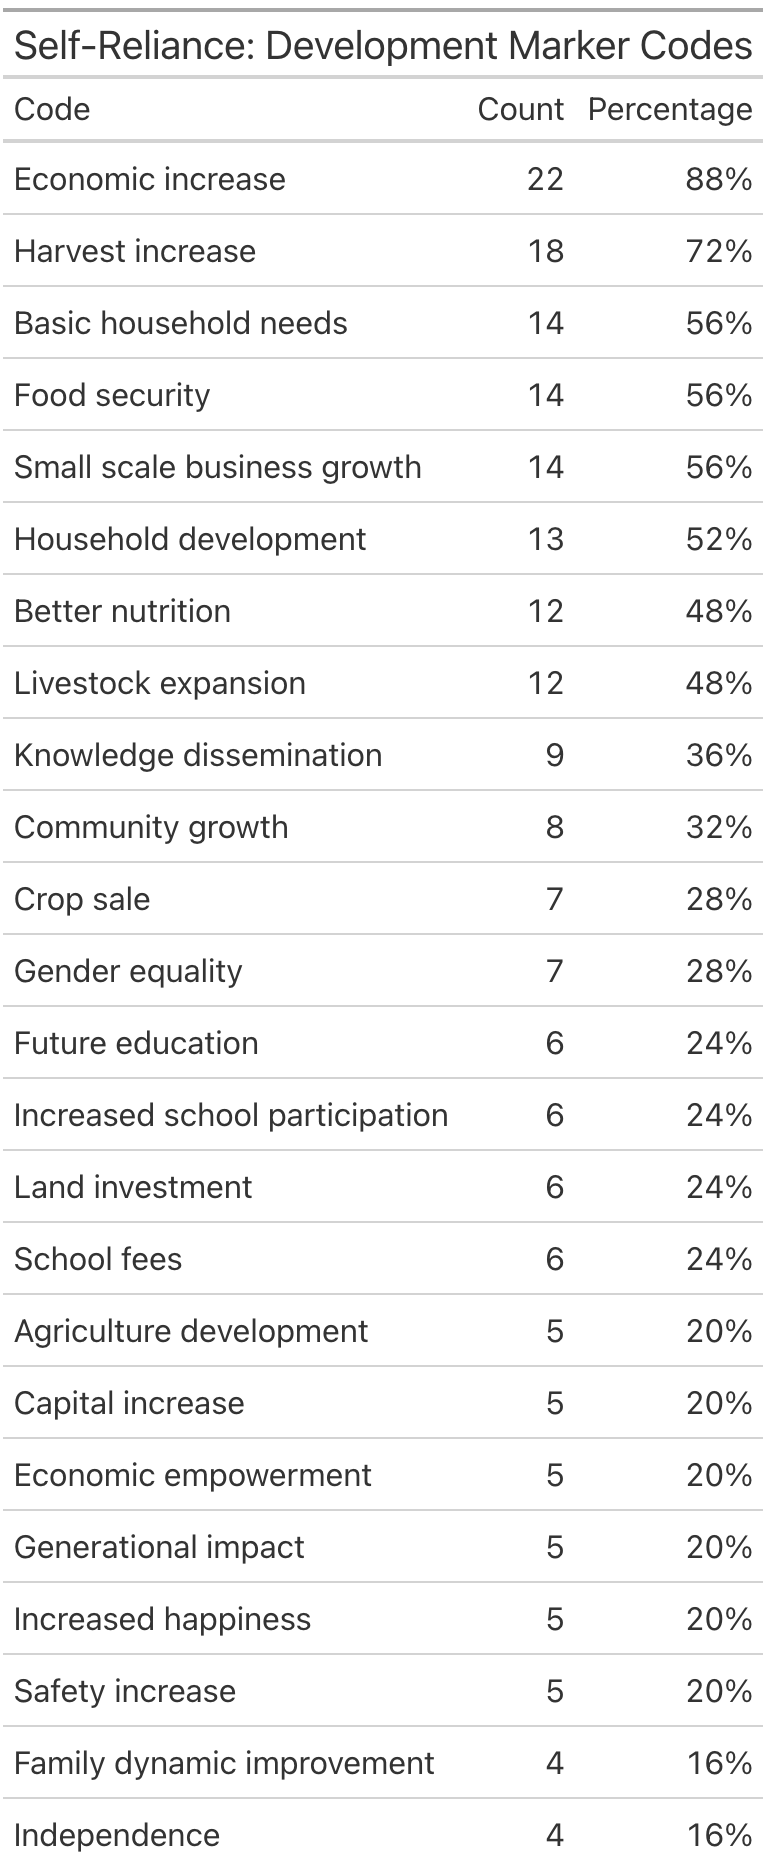 Self-Reliance: Development Marker Codes
Code Count Percentage
Economic increase 22 88%
Harvest increase 18 72%
Basic household needs 14 56%
Food security 14 56%
Small scale business growth 14 56%
Household development 13 52%
Better nutrition 12 48%
Livestock expansion 12 48%
Knowledge dissemination 9 36%
Community growth 8 32%
Crop sale 7 28%
Gender equality 7 28%
Future education 6 24%
Increased school participation 6 24%
Land investment 6 24%
School fees 6 24%
Agriculture development 5 20%
Capital increase 5 20%
Economic empowerment 5 20%
Generational impact 5 20%
Increased happiness 5 20%
Safety increase 5 20%
Family dynamic improvement 4 16%
Independence 4 16%